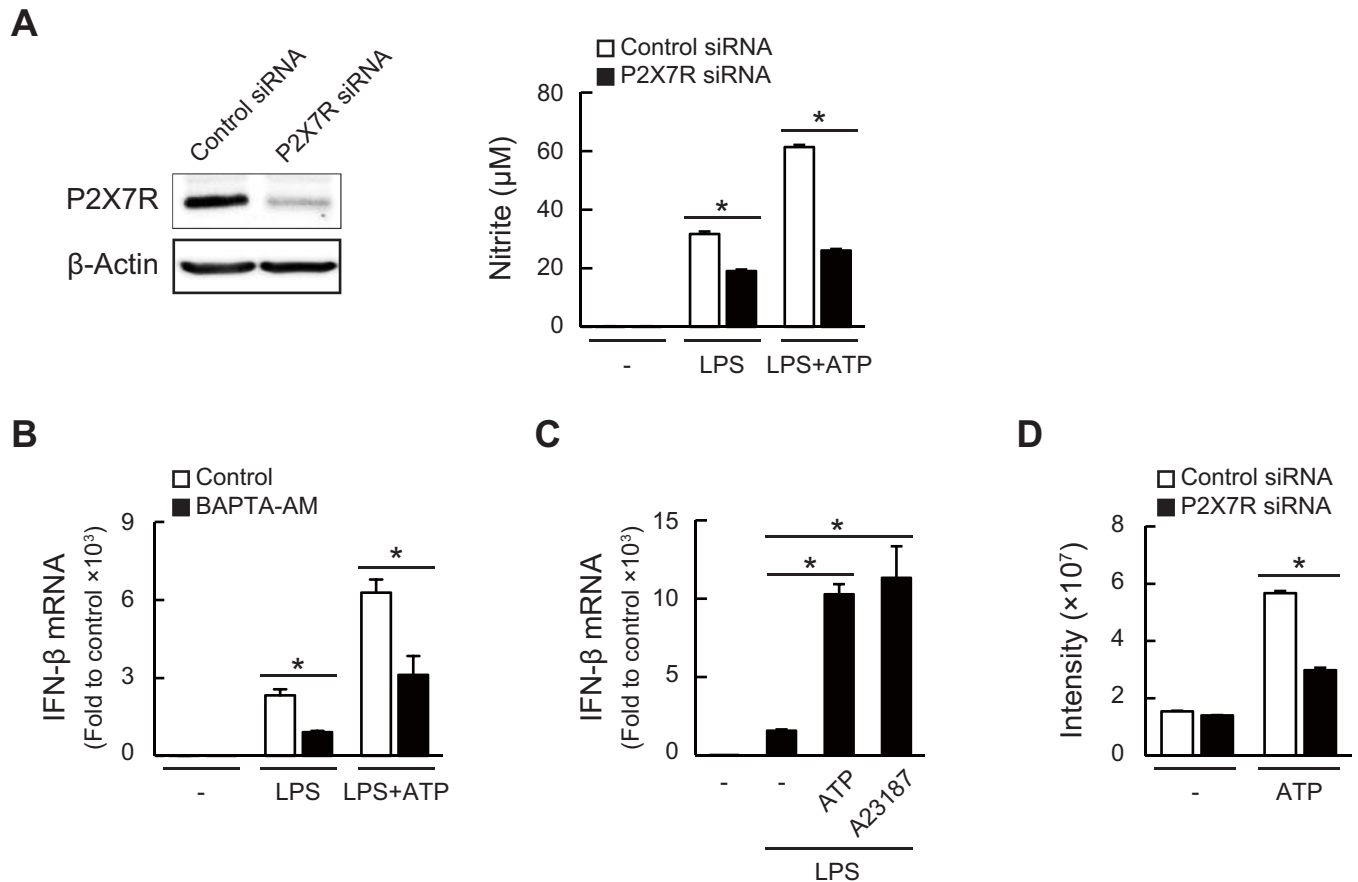 A
Control siRNA
P2X7R siRNA
P2X7R
β-Actin
Control siRNA
P2X7R siRNA
Nitrite (μM)
80
60
40
20
0
*
*
-
LPS
LPS+ATP
B
Control
BAPTA-AM
IFN-β mRNA
(Fold to control ×10³)
9
6
3
0
*
*
-
LPS
LPS+ATP
C
IFN-β mRNA
(Fold to control ×10³)
15
10
5
0
*
*
-
-
ATP
A23187
LPS
D
Control siRNA
P2X7R siRNA
Intensity (×10⁷)
8
6
4
2
0
*
-
ATP